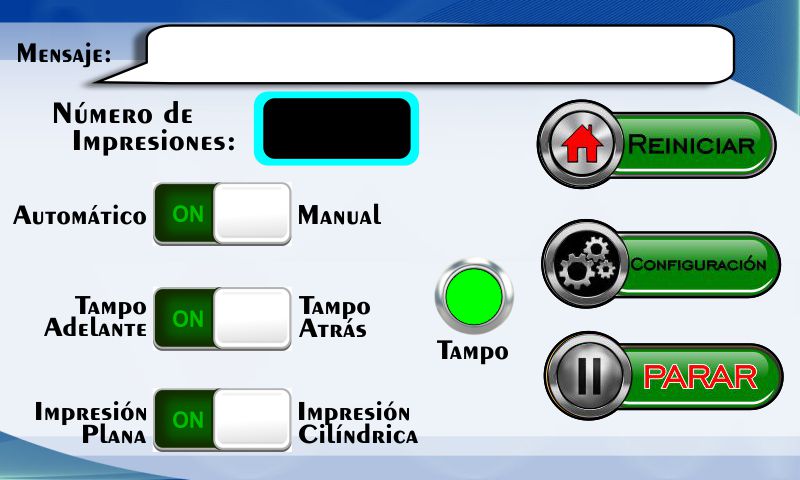 Mensaje:
Número de
Impresiones:
Reiniciar
Automático ON Manual
Configuración
Tampo
Adelante
ON
Tampo
Atrás
Tampo
PARAR
Impresión
Plana
ON
Impresión
Cilíndrica